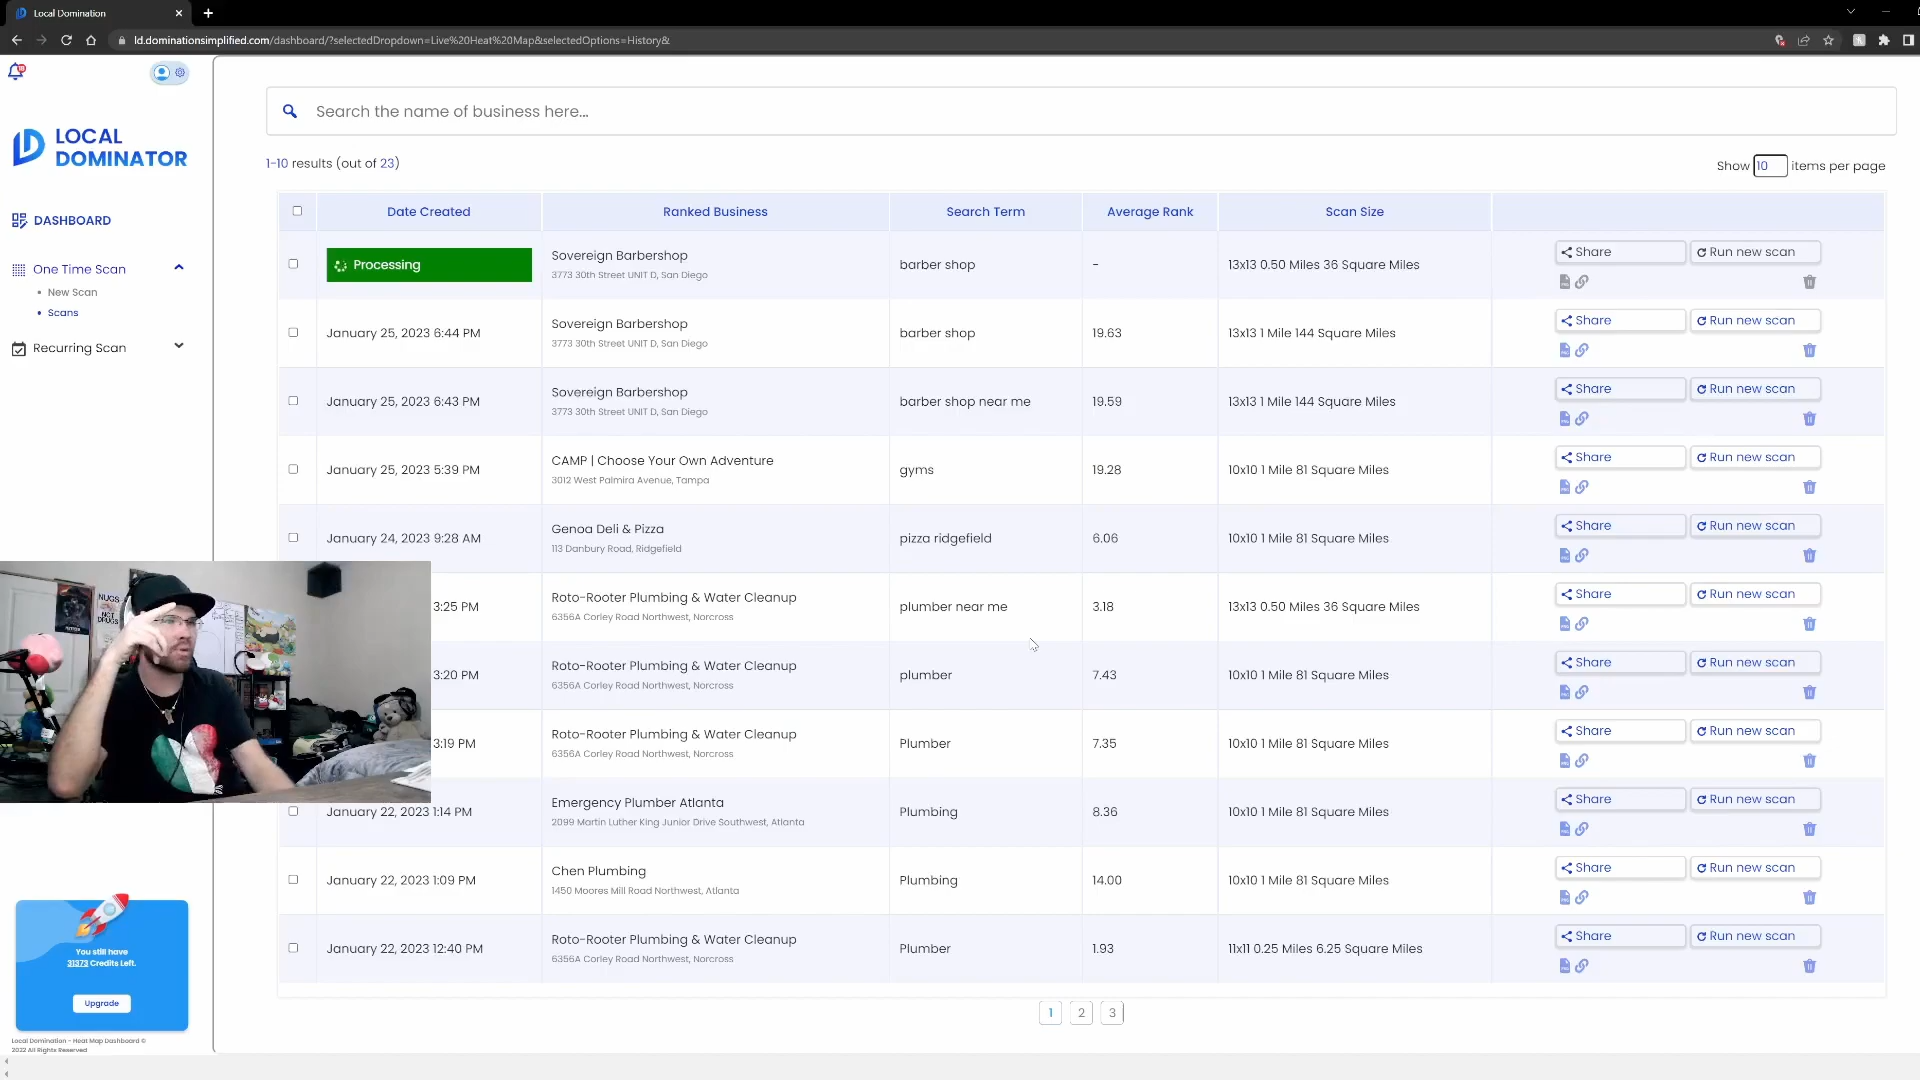 Local Domination
ld.dominationsimplified.com/dashboard/?selectedDropdown=Live%20Heat%20Map&selectedOptions=History&
LOCAL
DOMINATOR
DASHBOARD
One Time Scan
New Scan
Scans
Recurring Scan
Search the name of business here...
1-10 results (out of 23)
Show 10 items per page
Date Created Ranked Business Search Term Average Rank Scan Size
Processing Sovereign Barbershop barber shop - 13x13 0.50 Miles 36 Square Miles Share Run new scan
3773 30th Street UNIT D, San Diego
January 25, 2023 6:44 PM Sovereign Barbershop barber shop 19.63 13x13 1 Mile 144 Square Miles Share Run new scan
3773 30th Street UNIT D, San Diego
January 25, 2023 6:43 PM Sovereign Barbershop barber shop near me 19.59 13x13 1 Mile 144 Square Miles Share Run new scan
3773 30th Street UNIT D, San Diego
January 25, 2023 5:39 PM CAMP | Choose Your Own Adventure gyms 19.28 10x10 1 Mile 81 Square Miles Share Run new scan
3012 West Palmira Avenue, Tampa
January 24, 2023 9:28 AM Genoa Deli & Pizza pizza ridgefield 6.06 10x10 1 Mile 81 Square Miles Share Run new scan
113 Danbury Road, Ridgefield
3:25 PM Roto-Rooter Plumbing & Water Cleanup plumber near me 3.18 13x13 0.50 Miles 36 Square Miles Share Run new scan
6356A Corley Road Northwest, Norcross
3:20 PM Roto-Rooter Plumbing & Water Cleanup plumber 7.43 10x10 1 Mile 81 Square Miles Share Run new scan
6356A Corley Road Northwest, Norcross
3:19 PM Roto-Rooter Plumbing & Water Cleanup Plumber 7.35 10x10 1 Mile 81 Square Miles Share Run new scan
6356A Corley Road Northwest, Norcross
January 22, 2023 1:14 PM Emergency Plumber Atlanta Plumbing 8.36 10x10 1 Mile 81 Square Miles Share Run new scan
2099 Martin Luther King Junior Drive Southwest, Atlanta
January 22, 2023 1:09 PM Chen Plumbing Plumbing 14.00 10x10 1 Mile 81 Square Miles Share Run new scan
1450 Moores Mill Road Northwest, Atlanta
January 22, 2023 12:40 PM Roto-Rooter Plumbing & Water Cleanup Plumber 1.93 11x11 0.25 Miles 6.25 Square Miles Share Run new scan
6356A Corley Road Northwest, Norcross
1 2 3
NUGS
NOT
DRUGS
You still have
31373 Credits Left.
Upgrade
Local Domination - Heat Map Dashboard ©
2022 All Rights Reserved